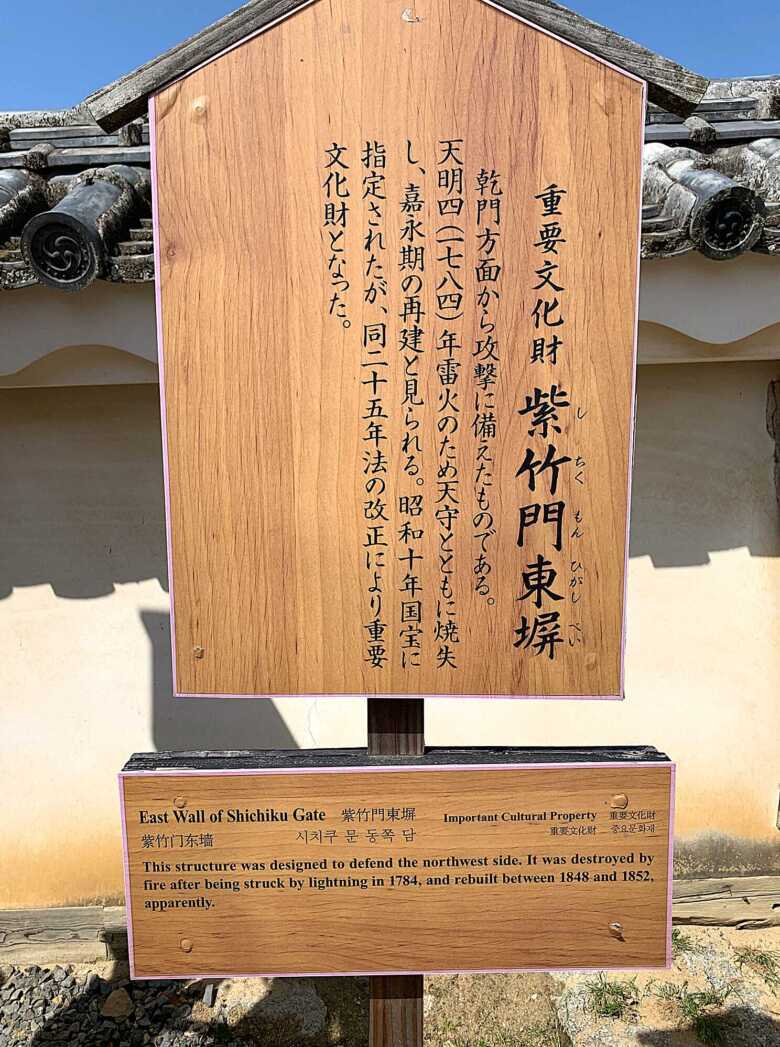 重要文化財 紫竹門東塀
しちくもんひがしべい
乾門方面から攻撃に備えたものである。
天明四(一七八四)年雷火のため天守とともに焼失
し、嘉永期の再建と見られる。昭和十年国宝に
指定されたが、同二十五年法の改正により重要
文化財となった。
East Wall of Shichiku Gate 紫竹門東塀 Important Cultural Property 重要文化財
紫竹门东墙 시치쿠 문 동쪽 담 重要文化财 중요문화재
This structure was designed to defend the northwest side. It was destroyed by
fire after being struck by lightning in 1784, and rebuilt between 1848 and 1852,
apparently.